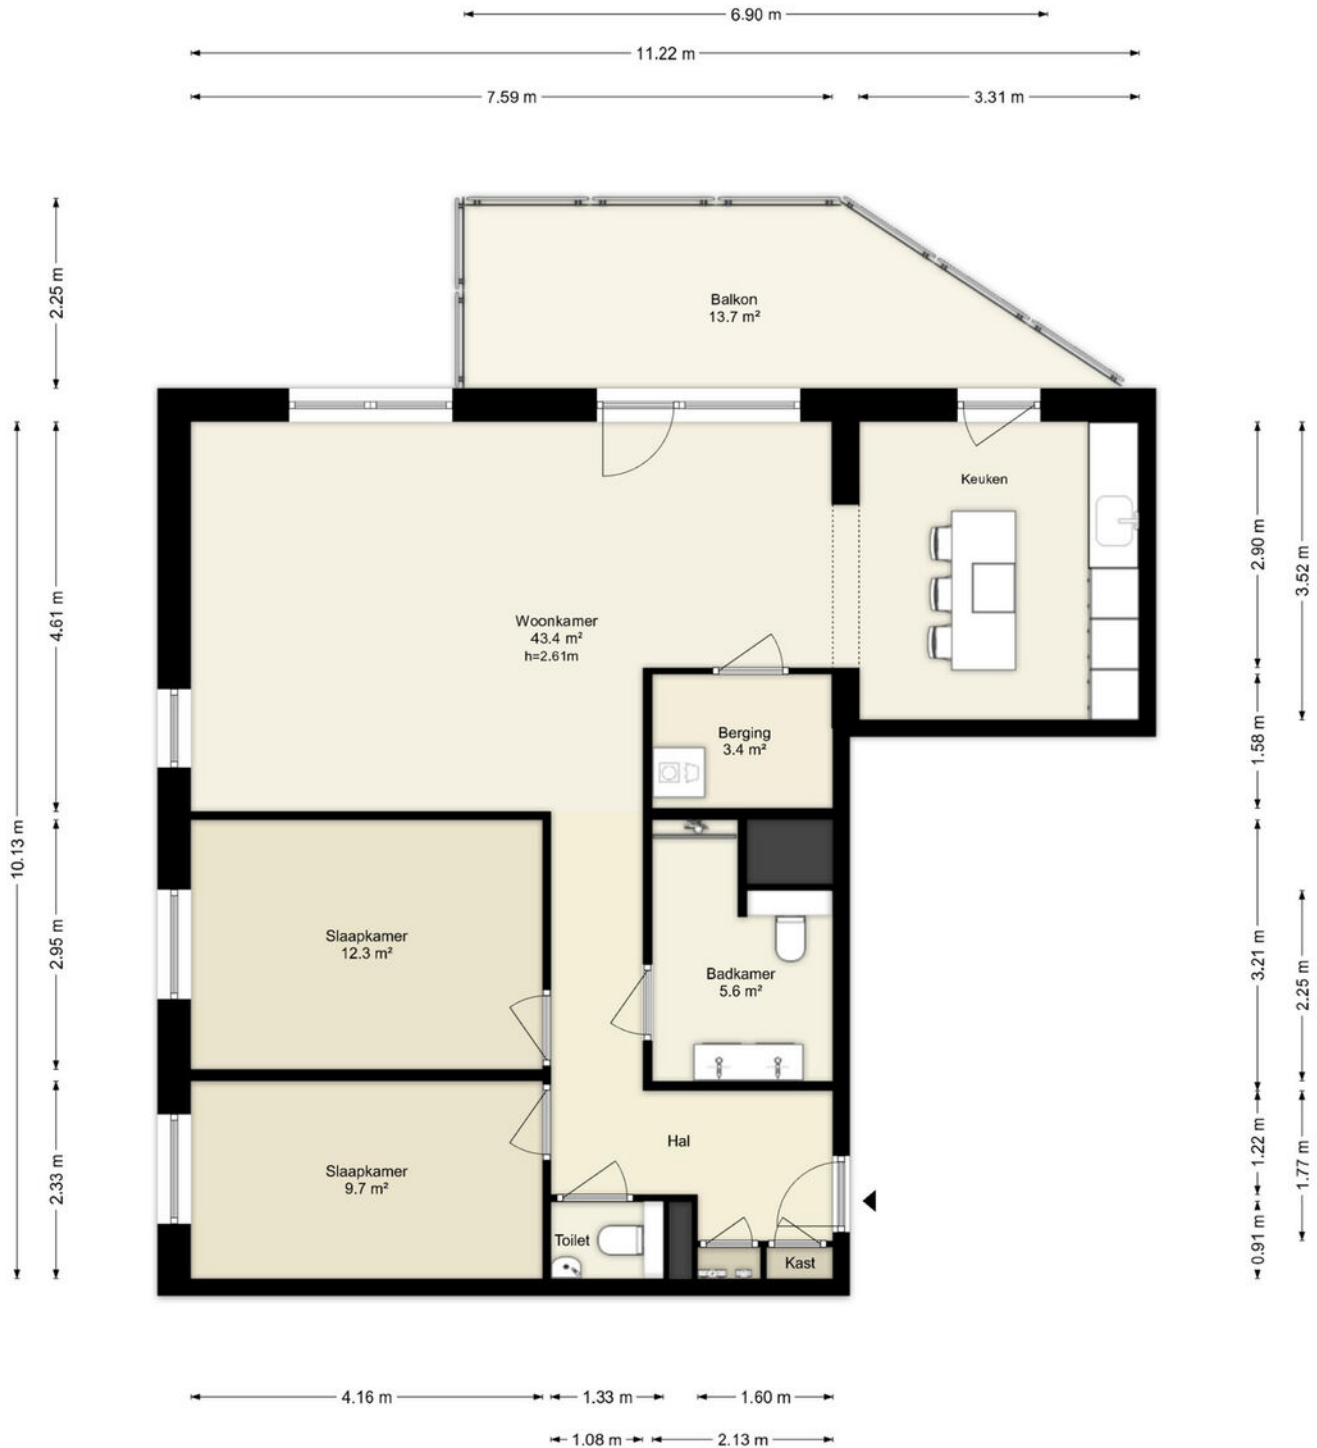 6.90 m
11.22 m
7.59 m
3.31 m
2.25 m
Balkon
13.7 m²
Keuken
2.90 m
3.52 m
4.61 m
Woonkamer
43.4 m²
h=2.61m
Berging
3.4 m²
1.58 m
10.13 m
2.95 m
Slaapkamer
12.3 m²
Badkamer
5.6 m²
3.21 m
2.25 m
Hal
1.22 m
1.77 m
2.33 m
Slaapkamer
9.7 m²
Toilet
Kast
0.91 m
4.16 m
1.33 m
1.60 m
1.08 m
2.13 m